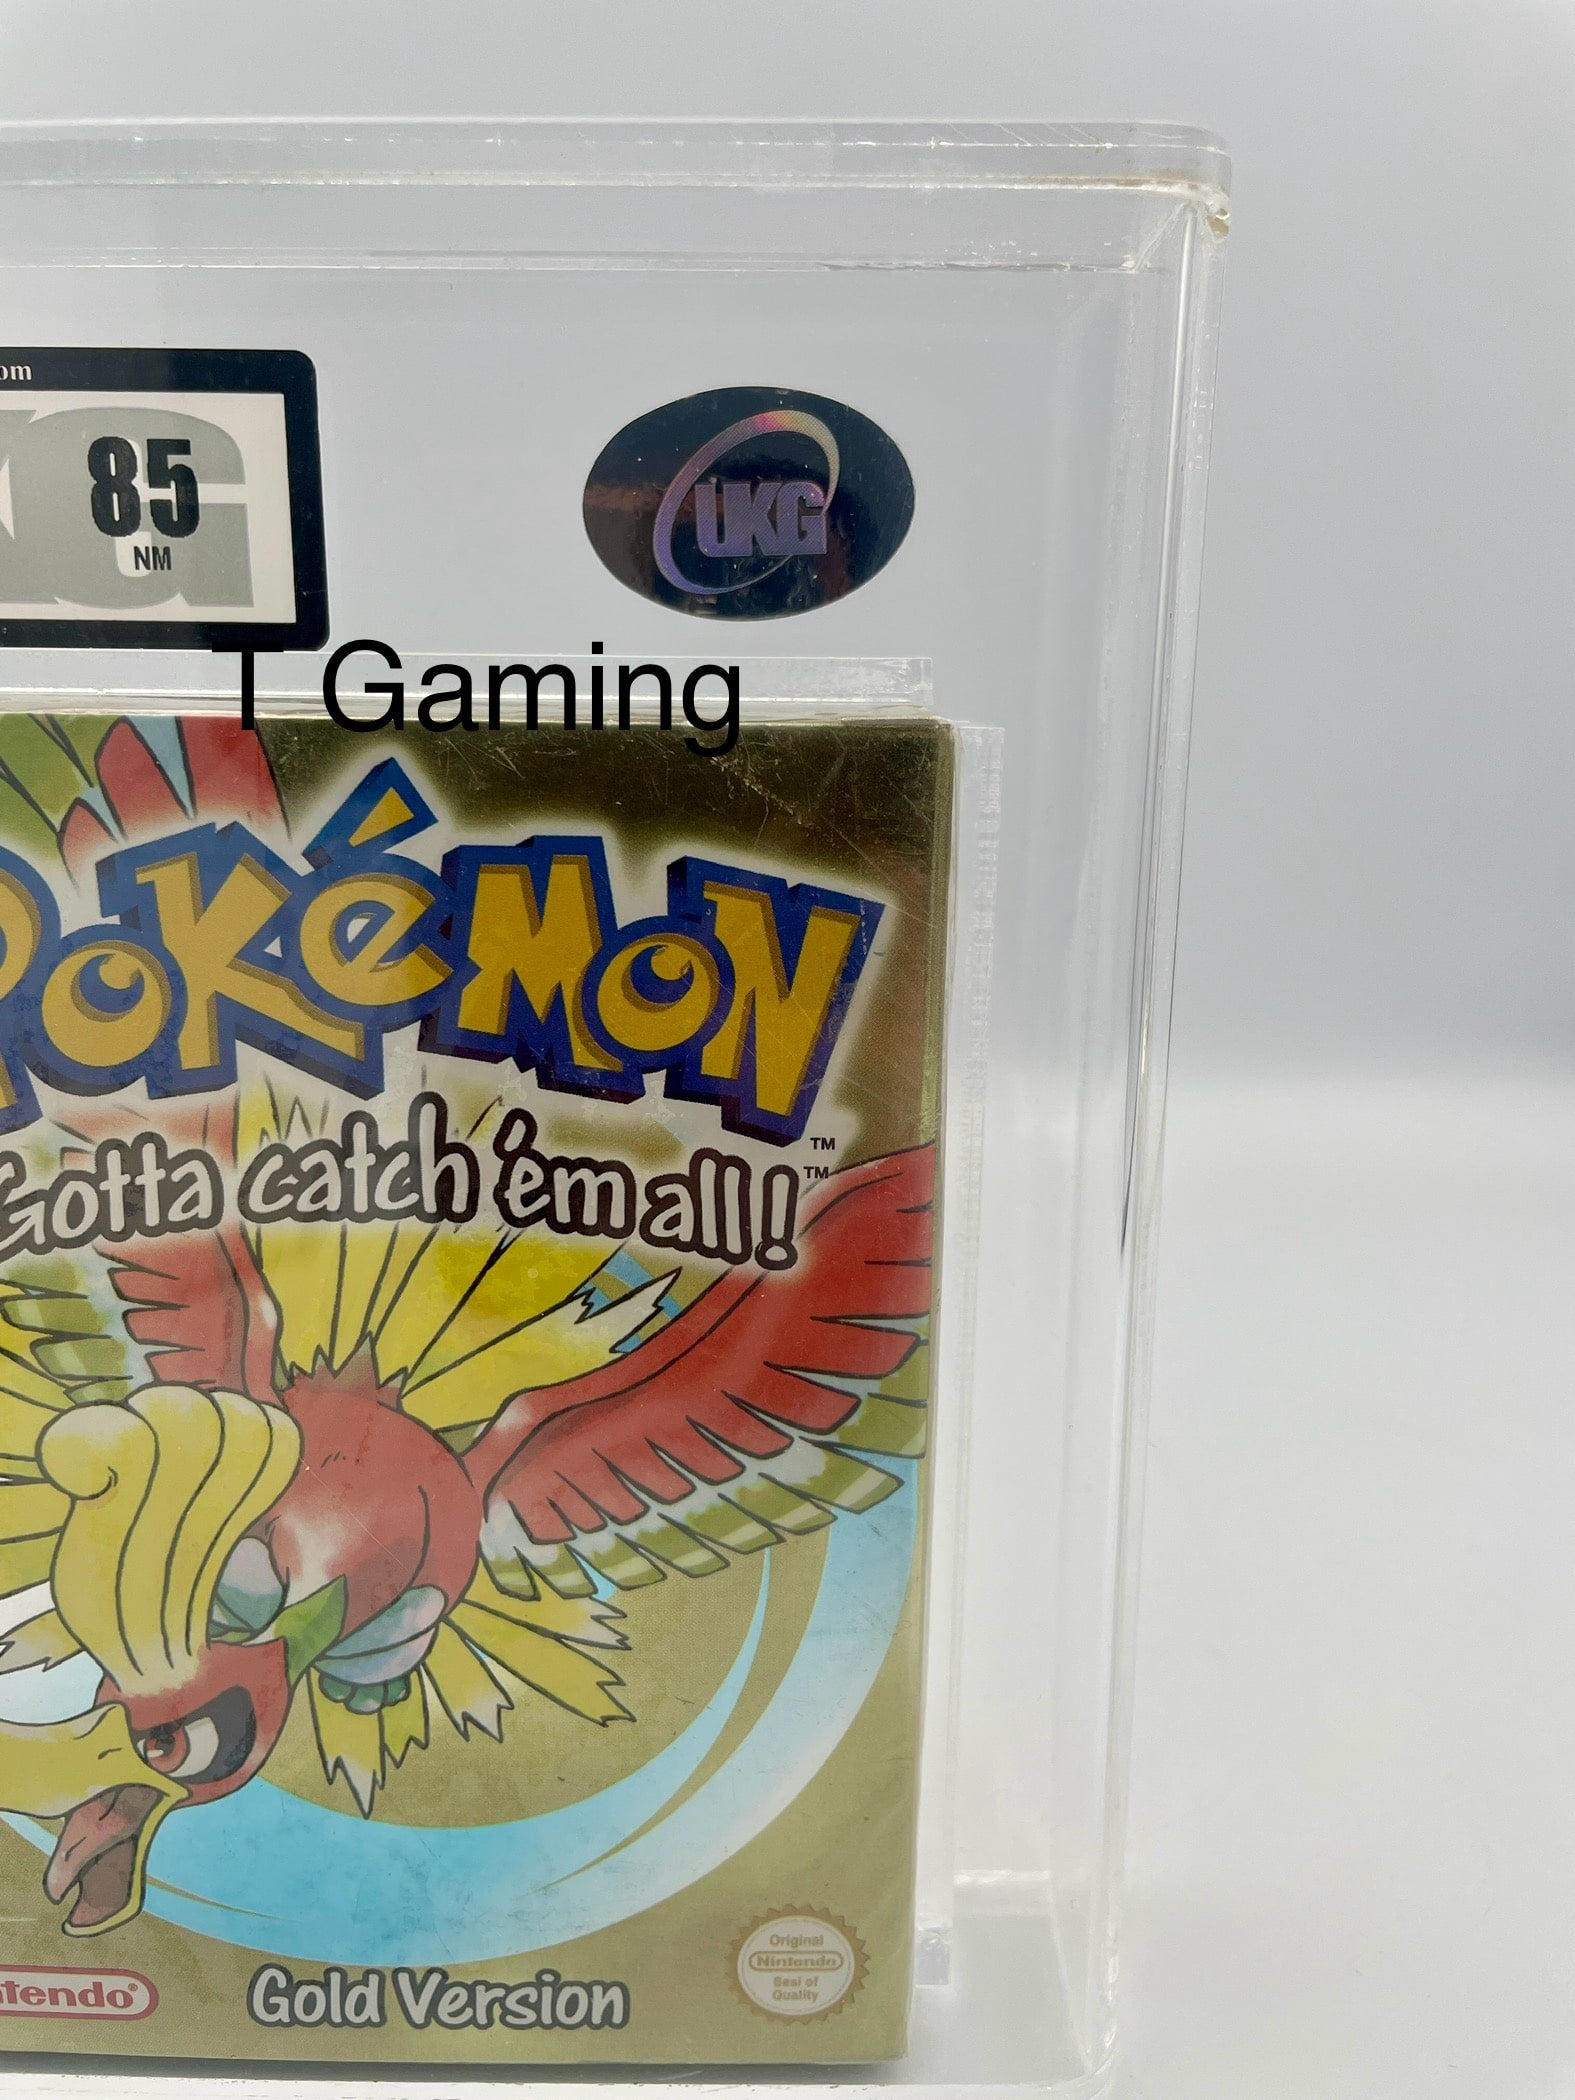 om
85
NM
UKG
T Gaming
POKéMON
TM
Gotta catch 'em all!
TM
Original
Nintendo
Seal of
Quality
ntendo®
Gold Version